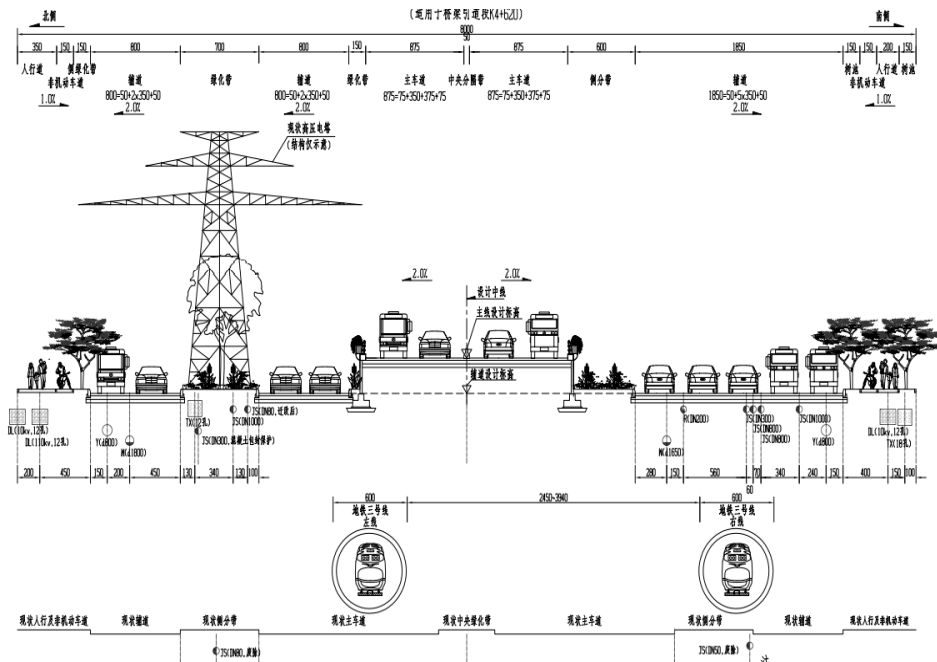 (适用于桥梁引道段K4+620)
北侧
南侧
8000
50
350 150 150 800 700 800 150 875 875 600 1850 150 150 200 150
人行道 侧绿化带 辅道 绿化带 辅道 绿化带 主车道 中央分隔带 主车道 侧分带 辅道 树池 人行道 树池
非机动车道 非机动车道
800=50+2x350+50 800=50+2x350+50 875=75+350+375+75 875=75+350+375+75 1850=50+5x350+50
1.0% 2.0% 2.0% 2.0% 1.0%
现状高压电塔
(结构仅示意)
2.0% 2.0%
设计中线
主线设计标高
辅道设计标高
DL(10kv,12孔)
DL(110kv,12孔)
Y(d800)
W(d1800)
TX(12孔)
JS(DN300,混凝土包封保护)
JS(DN80,迁改后)
JS(DN1000)
R(DN200)
W(d1650)
JS(DN300)
JS(DN800)
JS(DN800)
JS(DN1000)
Y(d800)
DL(10kv,12孔)
TX(18孔)
200 450 150 200 450 130 340 130 100 280 150 560 70 340 240 150 400 150 100
60
600 2450~3940 600
地铁三号线 地铁三号线
左线 右线
现状人行及非机动车道 现状辅道 现状侧分带 现状主车道 现状中央绿化带 现状主车道 现状侧分带 现状辅道 现状人行及非机动车道
JS(DN80,废除) JS(DN50,废除)